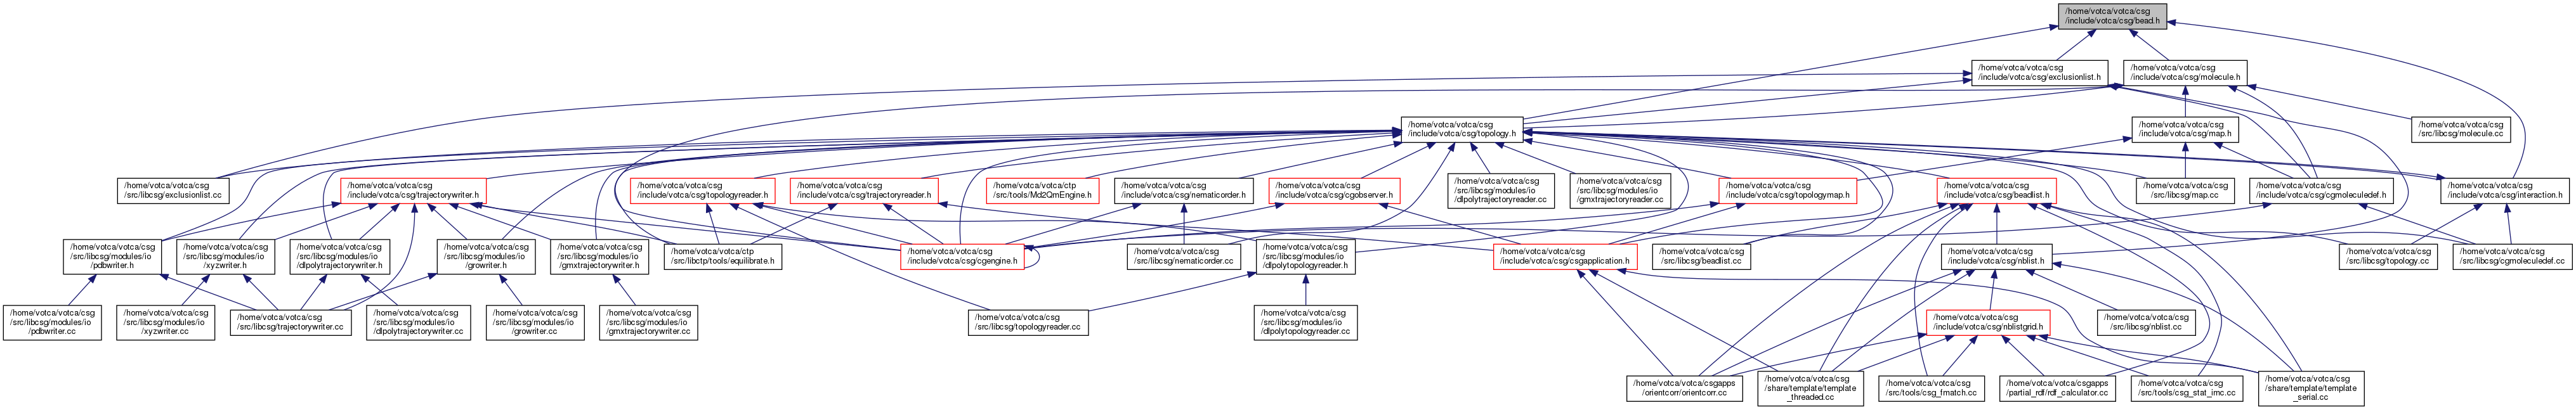 /home/votca/votca/csg
/include/votca/csg/bead.h
/home/votca/votca/csg
/include/votca/csg/exclusionlist.h
/home/votca/votca/csg
/include/votca/csg/molecule.h
/home/votca/votca/csg
/include/votca/csg/topology.h
/home/votca/votca/csg
/include/votca/csg/map.h
/home/votca/votca/csg
/src/libcsg/molecule.cc
/home/votca/votca/csg
/src/libcsg/exclusionlist.cc
/home/votca/votca/csg
/include/votca/csg/trajectorywriter.h
/home/votca/votca/csg
/include/votca/csg/topologyreader.h
/home/votca/votca/csg
/include/votca/csg/trajectoryreader.h
/home/votca/votca/ctp
/src/tools/Md2QmEngine.h
/home/votca/votca/csg
/include/votca/csg/nematicorder.h
/home/votca/votca/csg
/include/votca/csg/cgobserver.h
/home/votca/votca/csg
/src/libcsg/modules/io
/dlpolytrajectoryreader.cc
/home/votca/votca/csg
/src/libcsg/modules/io
/gmxtrajectoryreader.cc
/home/votca/votca/csg
/include/votca/csg/topologymap.h
/home/votca/votca/csg
/include/votca/csg/beadlist.h
/home/votca/votca/csg
/src/libcsg/map.cc
/home/votca/votca/csg
/include/votca/csg/cgmoleculedef.h
/home/votca/votca/csg
/include/votca/csg/interaction.h
/home/votca/votca/csg
/src/libcsg/modules/io
/pdbwriter.h
/home/votca/votca/csg
/src/libcsg/modules/io
/xyzwriter.h
/home/votca/votca/csg
/src/libcsg/modules/io
/dlpolytrajectorywriter.h
/home/votca/votca/csg
/src/libcsg/modules/io
/growriter.h
/home/votca/votca/csg
/src/libcsg/modules/io
/gmxtrajectorywriter.h
/home/votca/votca/ctp
/src/libctp/tools/equilibrate.h
/home/votca/votca/csg
/include/votca/csg/cgengine.h
/home/votca/votca/csg
/src/libcsg/nematicorder.cc
/home/votca/votca/csg
/src/libcsg/modules/io
/dlpolytopologyreader.h
/home/votca/votca/csg
/include/votca/csg/csgapplication.h
/home/votca/votca/csg
/src/libcsg/beadlist.cc
/home/votca/votca/csg
/include/votca/csg/nblist.h
/home/votca/votca/csg
/src/libcsg/topology.cc
/home/votca/votca/csg
/src/libcsg/cgmoleculedef.cc
/home/votca/votca/csg
/src/libcsg/modules/io
/pdbwriter.cc
/home/votca/votca/csg
/src/libcsg/modules/io
/xyzwriter.cc
/home/votca/votca/csg
/src/libcsg/trajectorywriter.cc
/home/votca/votca/csg
/src/libcsg/modules/io
/dlpolytrajectorywriter.cc
/home/votca/votca/csg
/src/libcsg/modules/io
/growriter.cc
/home/votca/votca/csg
/src/libcsg/modules/io
/gmxtrajectorywriter.cc
/home/votca/votca/csg
/src/libcsg/topologyreader.cc
/home/votca/votca/csg
/src/libcsg/modules/io
/dlpolytopologyreader.cc
/home/votca/votca/csg
/include/votca/csg/nblistgrid.h
/home/votca/votca/csg
/src/libcsg/nblist.cc
/home/votca/votca/csgapps
/orientcorr/orientcorr.cc
/home/votca/votca/csg
/share/template/template
_threaded.cc
/home/votca/votca/csg
/src/tools/csg_fmatch.cc
/home/votca/votca/csgapps
/partial_rdf/rdf_calculator.cc
/home/votca/votca/csg
/src/tools/csg_stat_imc.cc
/home/votca/votca/csg
/share/template/template
_serial.cc